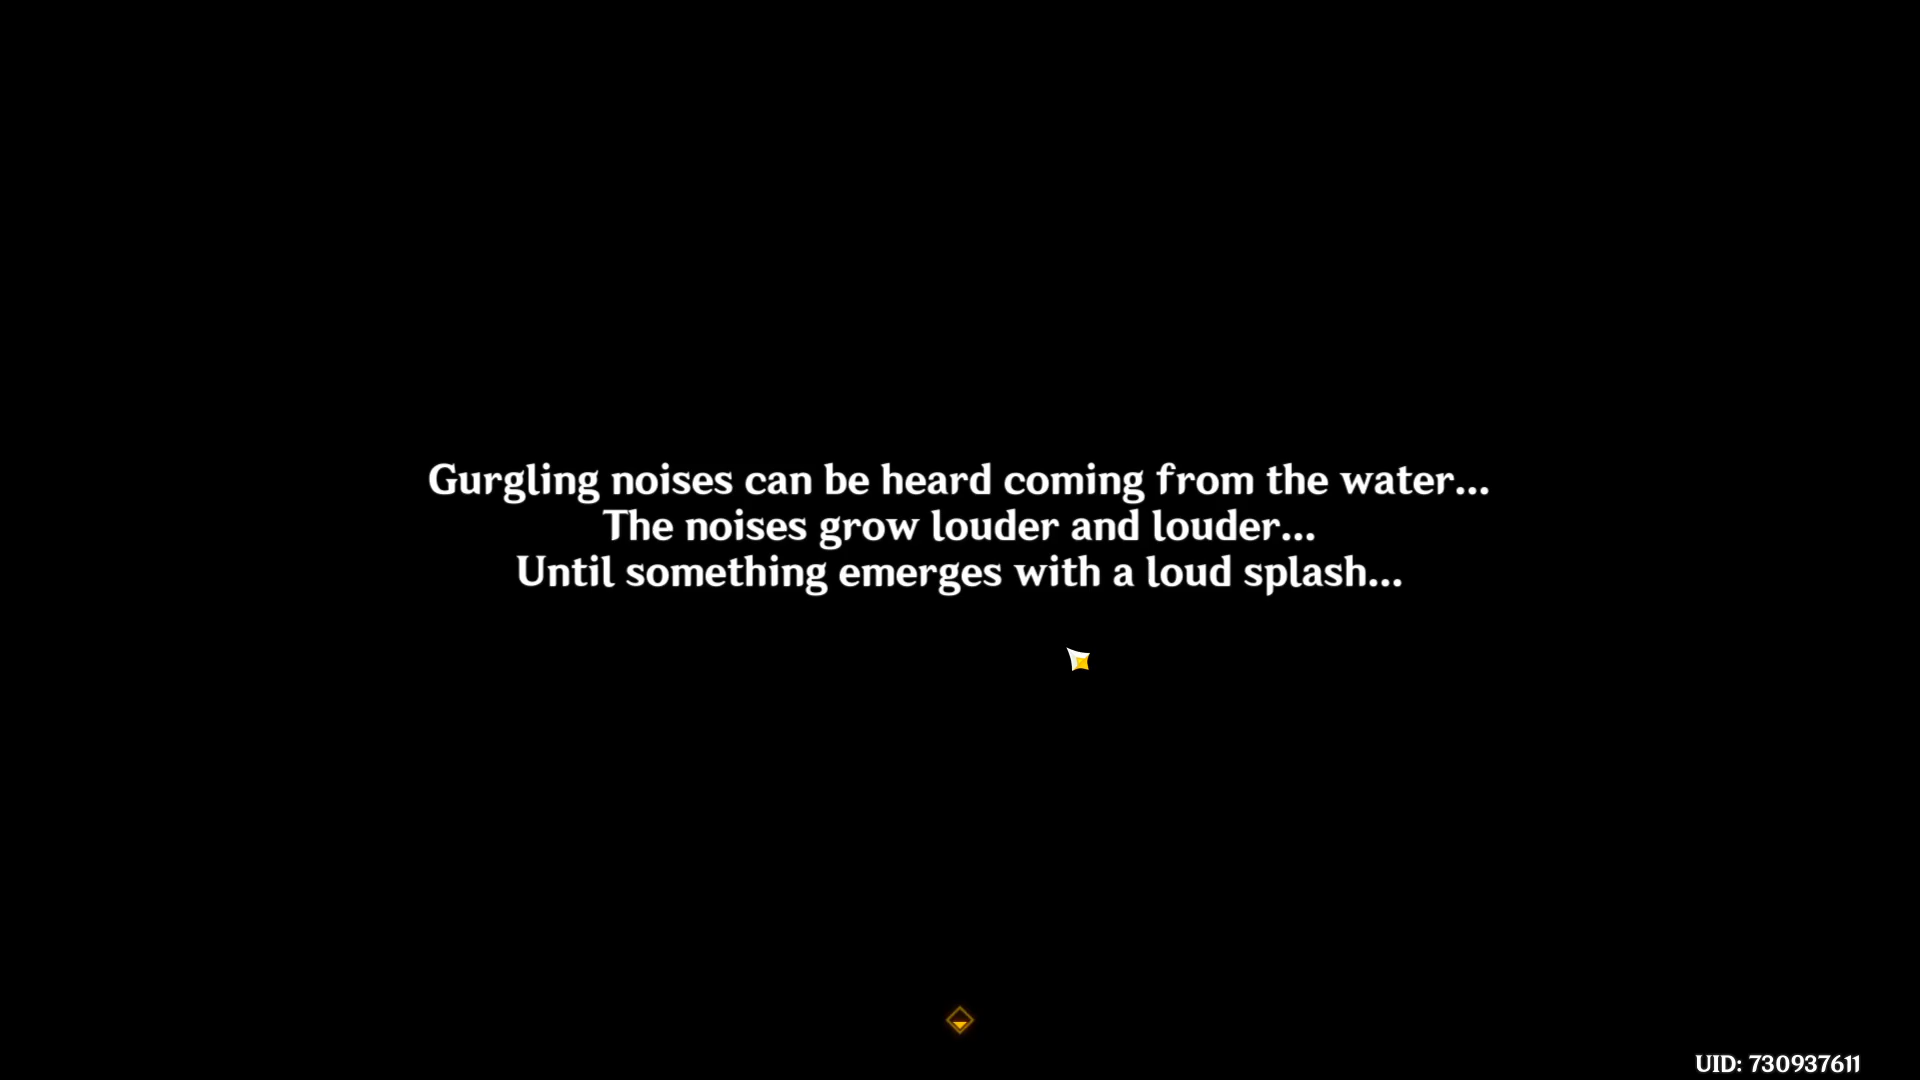 Gurgling noises can be heard coming from the water...
The noises grow louder and louder...
Until something emerges with a loud splash...
UID: 730937611